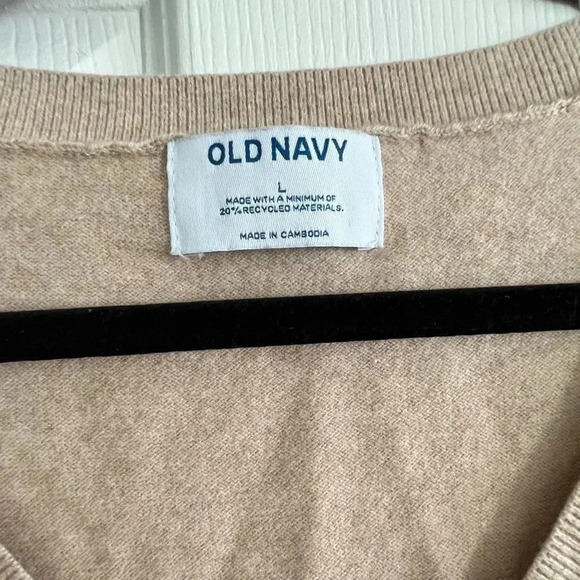 OLD NAVY
L
MADE WITH A MINIMUM OF
20% RECYCLED MATERIALS.
MADE IN CAMBODIA